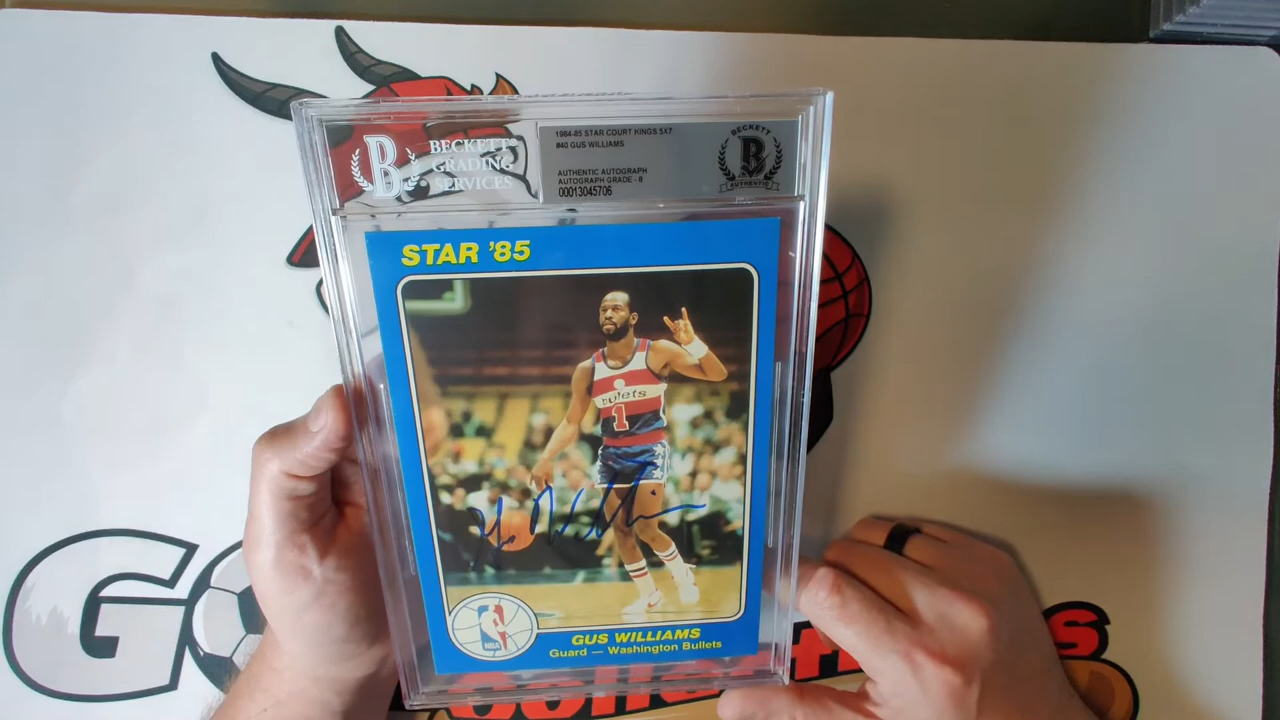 BECKETT®
GRADING
SERVICES
1984-85 STAR COURT KINGS 5X7
#40 GUS WILLIAMS
AUTHENTIC AUTOGRAPH
AUTOGRAPH GRADE - 8
00013045706
BECKETT
B
AUTHENTIC
STAR '85
bullets
1
NBA
GUS WILLIAMS
Guard — Washington Bullets